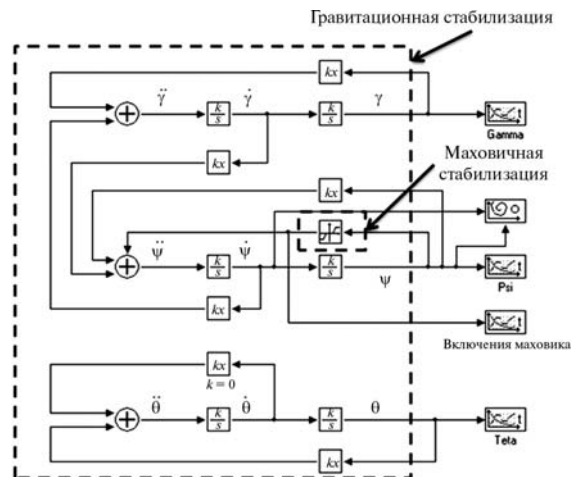 Гравитационная стабилизация
kx
γ̈
γ̇
γ
k/s
k/s
Gamma
kx
Маховичная
стабилизация
kx
ψ̈
ψ̇
k/s
k/s
ψ
Psi
kx
Включения маховика
kx
k = 0
θ̈
θ̇
θ
k/s
k/s
Teta
kx